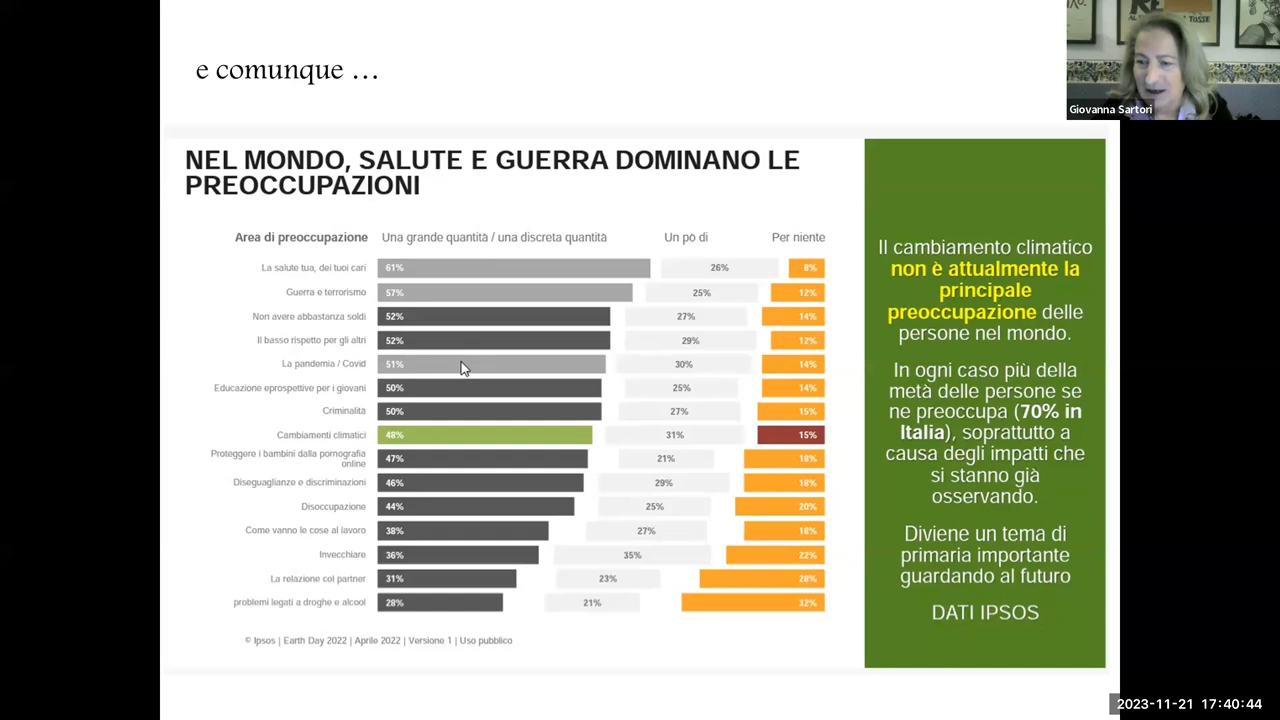 e comunque …
Giovanna Sartori
NEL MONDO, SALUTE E GUERRA DOMINANO LE
PREOCCUPAZIONI
Area di preoccupazione Una grande quantità / una discreta quantità Un pò di Per niente
La salute tua, dei tuoi cari 61% 26% 8%
Guerra e terrorismo 57% 25% 12%
Non avere abbastanza soldi 52% 27% 14%
Il basso rispetto per gli altri 52% 29% 12%
La pandemia / Covid 51% 30% 14%
Educazione eprospettive per i giovani 50% 25% 14%
Criminalità 50% 27% 15%
Cambiamenti climatici 48% 31% 15%
Proteggere i bambini dalla pornografia
online 47% 21% 18%
Diseguaglianze e discriminazioni 46% 29% 18%
Disoccupazione 44% 25% 20%
Come vanno le cose al lavoro 38% 27% 18%
Invecchiare 36% 35% 22%
La relazione col partner 31% 23% 28%
problemi legati a droghe e alcool 28% 21% 32%
© Ipsos | Earth Day 2022 | Aprile 2022 | Versione 1 | Uso pubblico
Il cambiamento climatico
non è attualmente la
principale
preoccupazione delle
persone nel mondo.
In ogni caso più della
metà delle persone se
ne preoccupa (70% in
Italia), soprattutto a
causa degli impatti che
si stanno già
osservando.
Diviene un tema di
primaria importante
guardando al futuro
DATI IPSOS
2023-11-21 17:40:44